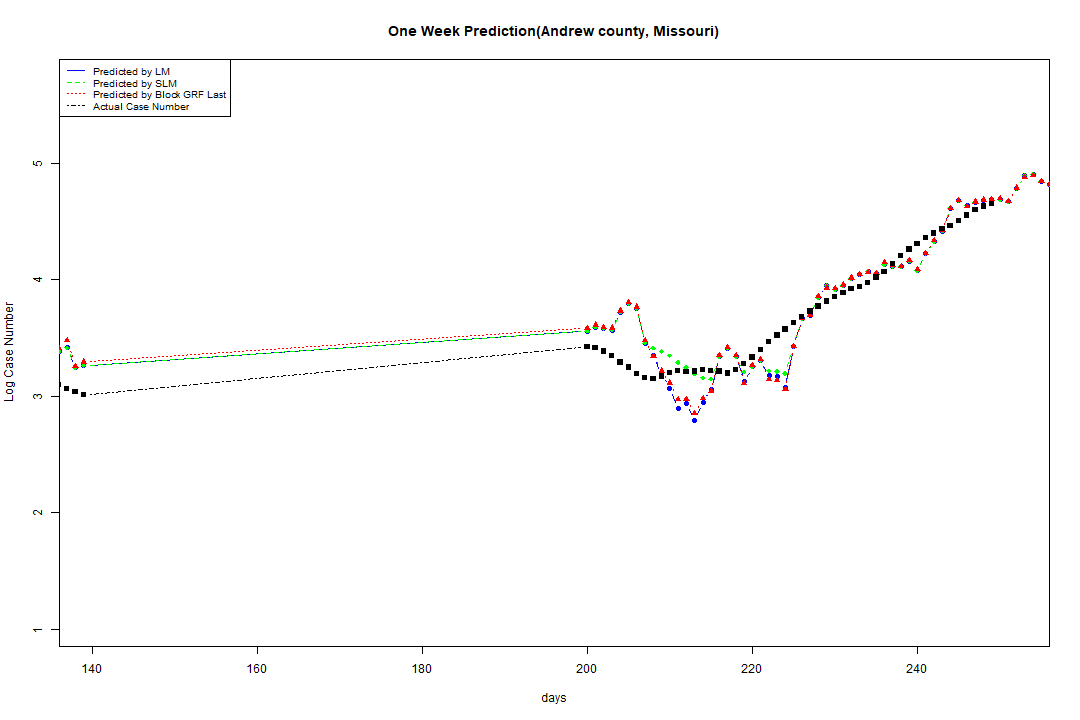 One Week Prediction(Andrew county, Missouri)
Predicted by LM
Predicted by SLM
Predicted by Block GRF Last
Actual Case Number
5
4
3
2
1
Log Case Number
140 160 180 200 220 240
days